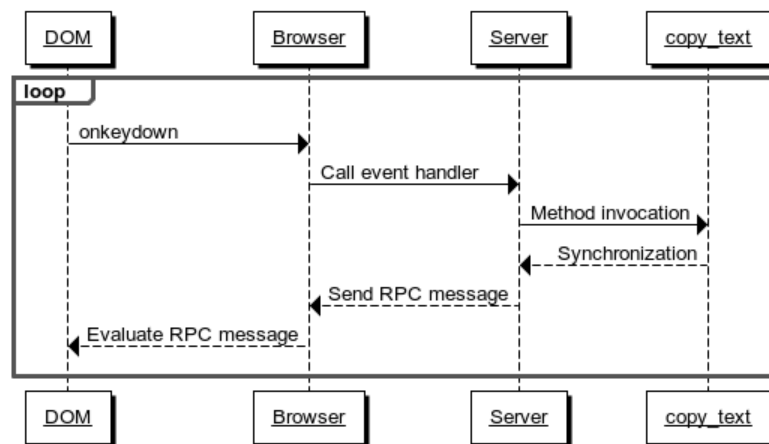 DOM
Browser
Server
copy_text
loop
onkeydown
Call event handler
Method invocation
Synchronization
Send RPC message
Evaluate RPC message
DOM
Browser
Server
copy_text